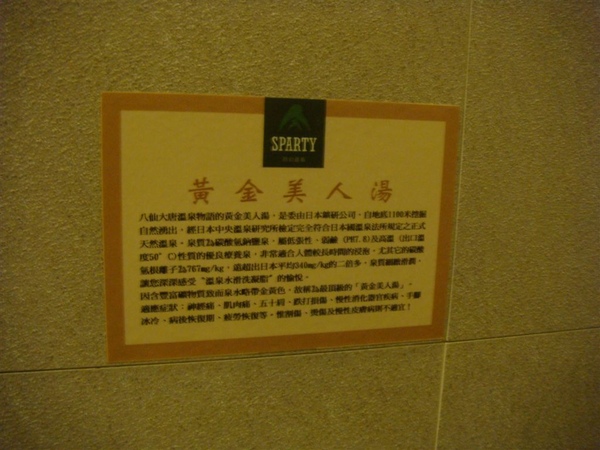 SPARTY
黃金美人湯
八仙大唐溫泉物語的黃金美人湯，是委由日本 公司，自地底1100米挖掘
自然湧出，經日本中央溫泉研究所檢定完全符合日本國溫泉法所規定之正式
天然溫泉。泉質為碳酸氫鈉鹽泉，屬低張性、弱鹼(PH7.8)及高溫(出口溫
度50°C)性質的優良療養泉，非常適合人體較長時間的浸泡。尤其它的碳酸
氫根離子為767mg/kg，遠超出日本平均340mg/kg的二倍多，泉質細緻滑潤，
讓您深深感受"溫泉水滑洗凝脂"的愉悅。
因含豐富礦物質致而泉水略帶金黃色，故稱為最頂級的「黃金美人湯」。
適應症狀：神經痛、肌肉痛、五十肩、跌打損傷、慢性消化器官疾病、手腳
冰冷、病後恢復期、疲勞恢復等。惟割傷、燙傷及慢性皮膚病則不適宜！